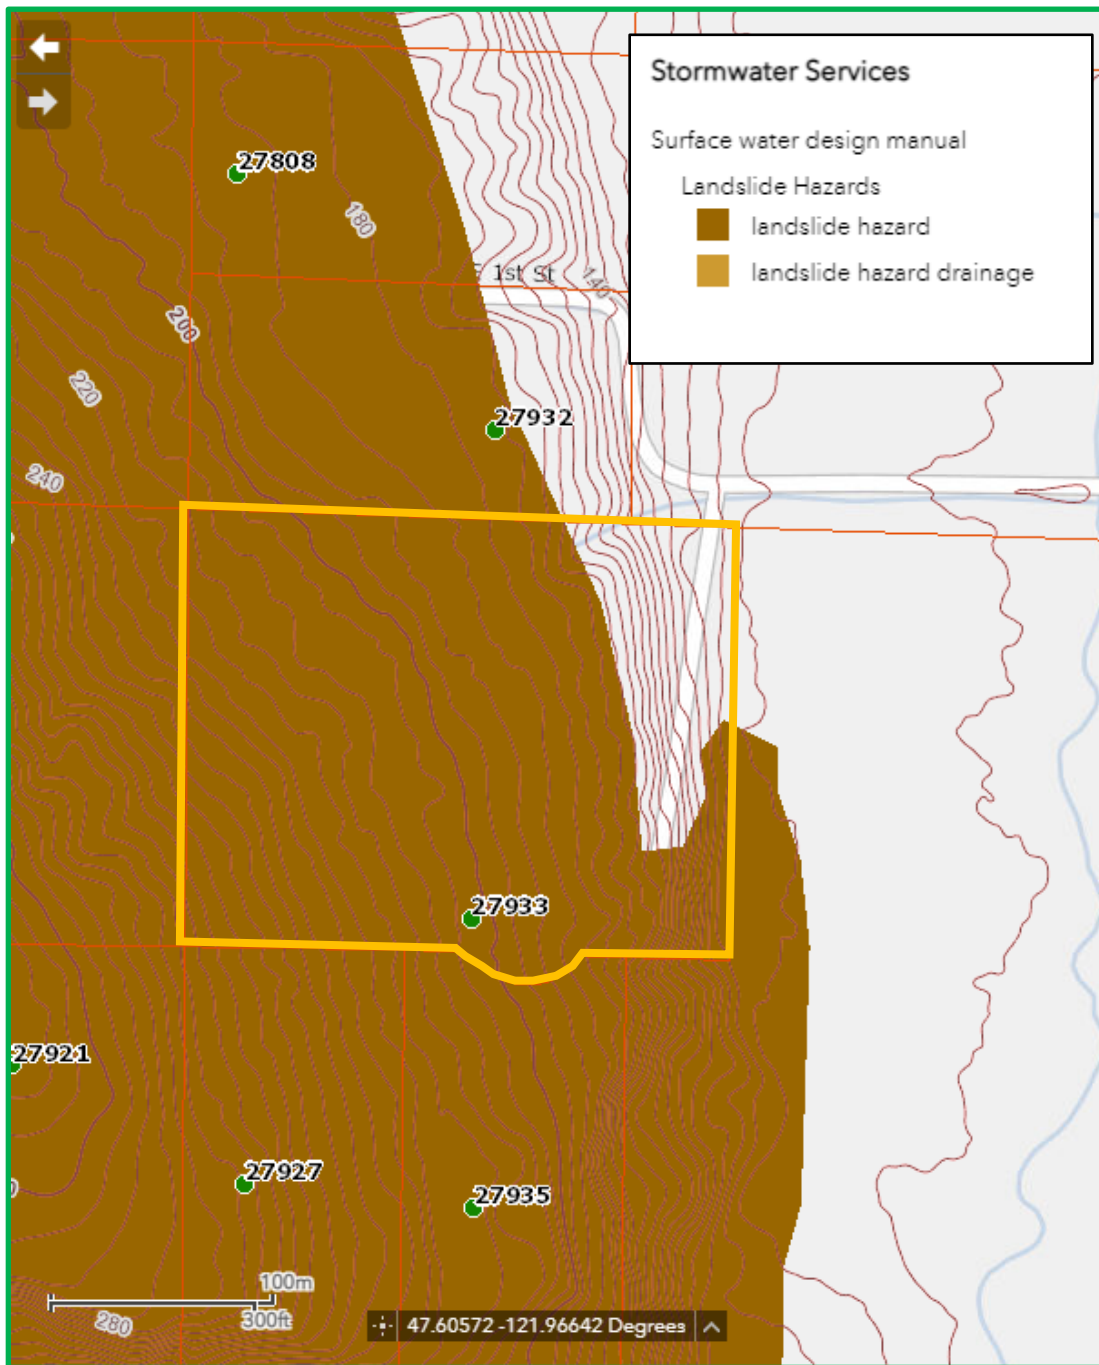 Stormwater Services
Surface water design manual
Landslide Hazards
landslide hazard
landslide hazard drainage
27808
180
1st St
140
200
220
27932
240
27933
27921
27927
27935
100m
300ft
280
47.60572 -121.96642 Degrees